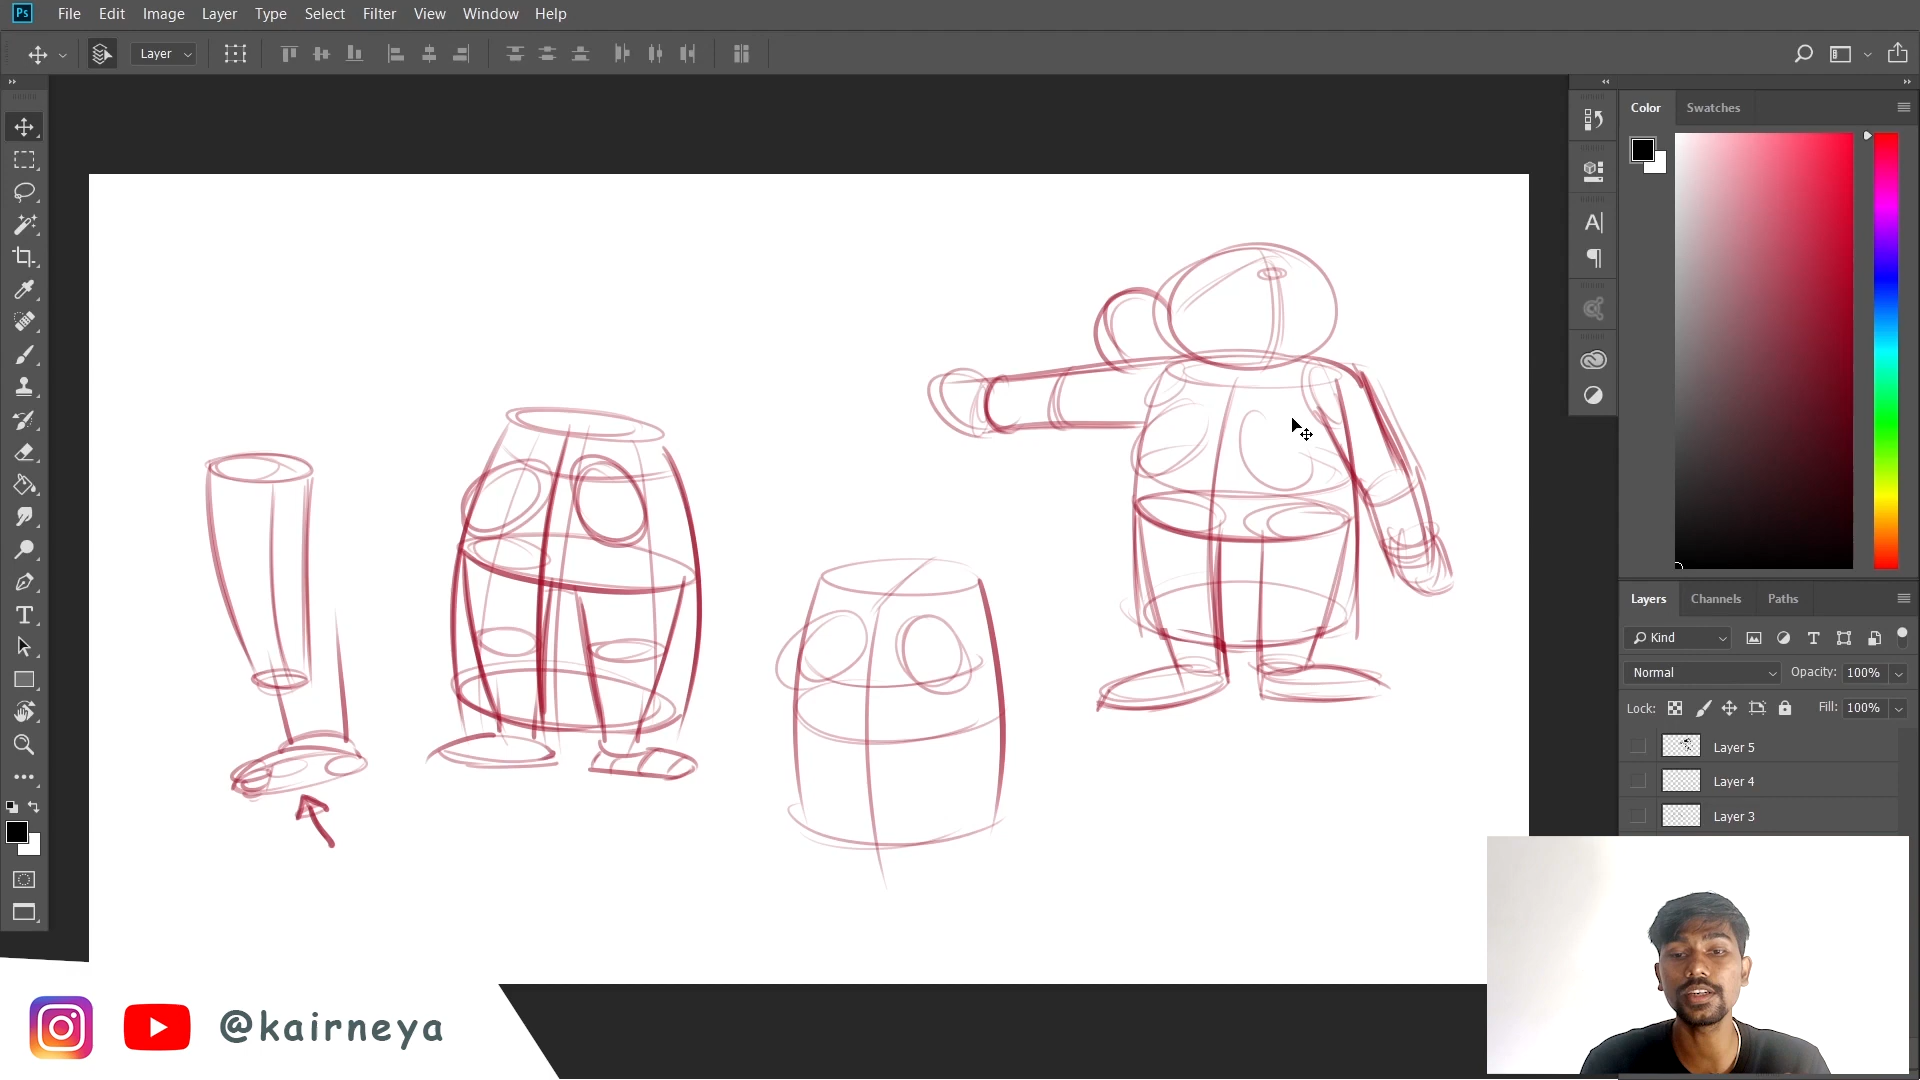 Ps File Edit Image Layer Type Select Filter View Window Help
Layer
Color Swatches
Layers Channels Paths
Kind
Normal Opacity: 100%
Lock: Fill: 100%
Layer 5
Layer 4
Layer 3
@kairneya